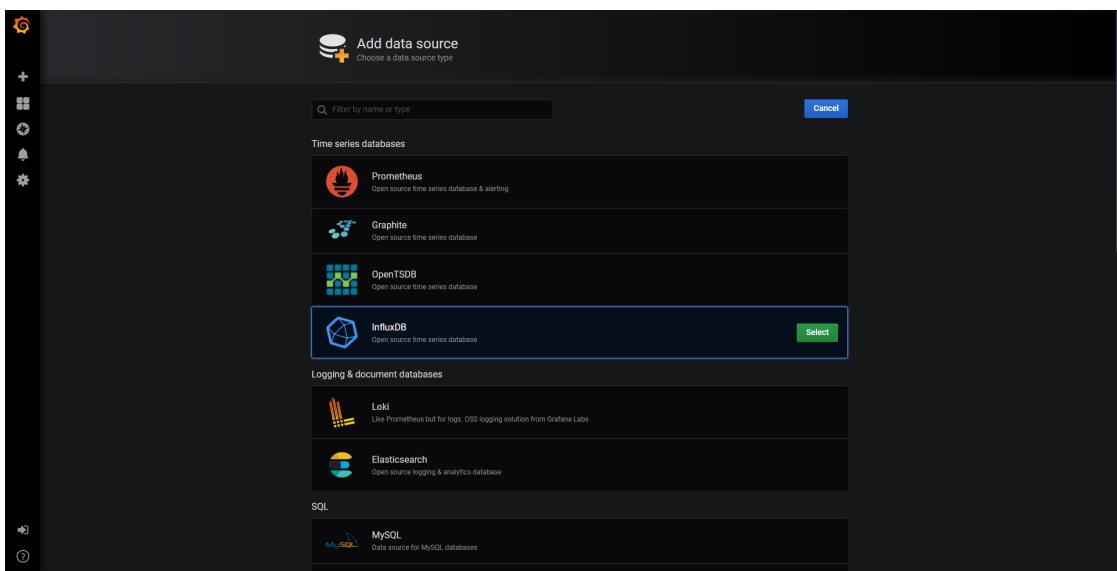 Add data source
Choose a data source type
Filter by name or type
Cancel
Time series databases
Prometheus
Open source time series database & alerting
Graphite
Open source time series database
OpenTSDB
Open source time series database
InfluxDB
Open source time series database
Select
Logging & document databases
Loki
Like Prometheus but for logs. OSS logging solution from Grafana Labs
Elasticsearch
Open source logging & analytics database
SQL
MySQL
MySQL
Data source for MySQL databases